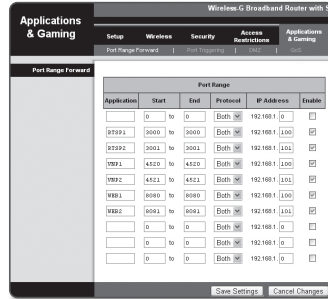 Wireless-G Broadband Router with S
Applications & Gaming
Setup Wireless Security Access Restrictions Applications & Gaming
Port Range Forward | Port Triggering | DMZ | QoS
Port Range Forward
Port Range
Application Start End Protocol IP Address Enable
0 to 0 Both 192.168.1. 0
RTSP1 3000 to 3000 Both 192.168.1. 100
RTSP2 3001 to 3001 Both 192.168.1. 101
VNP1 4520 to 4520 Both 192.168.1. 100
VNP2 4521 to 4521 Both 192.168.1. 101
WEB1 8080 to 8080 Both 192.168.1. 100
WEB2 8081 to 8081 Both 192.168.1. 101
0 to 0 Both 192.168.1. 0
0 to 0 Both 192.168.1. 0
0 to 0 Both 192.168.1. 0
Save Settings Cancel Changes